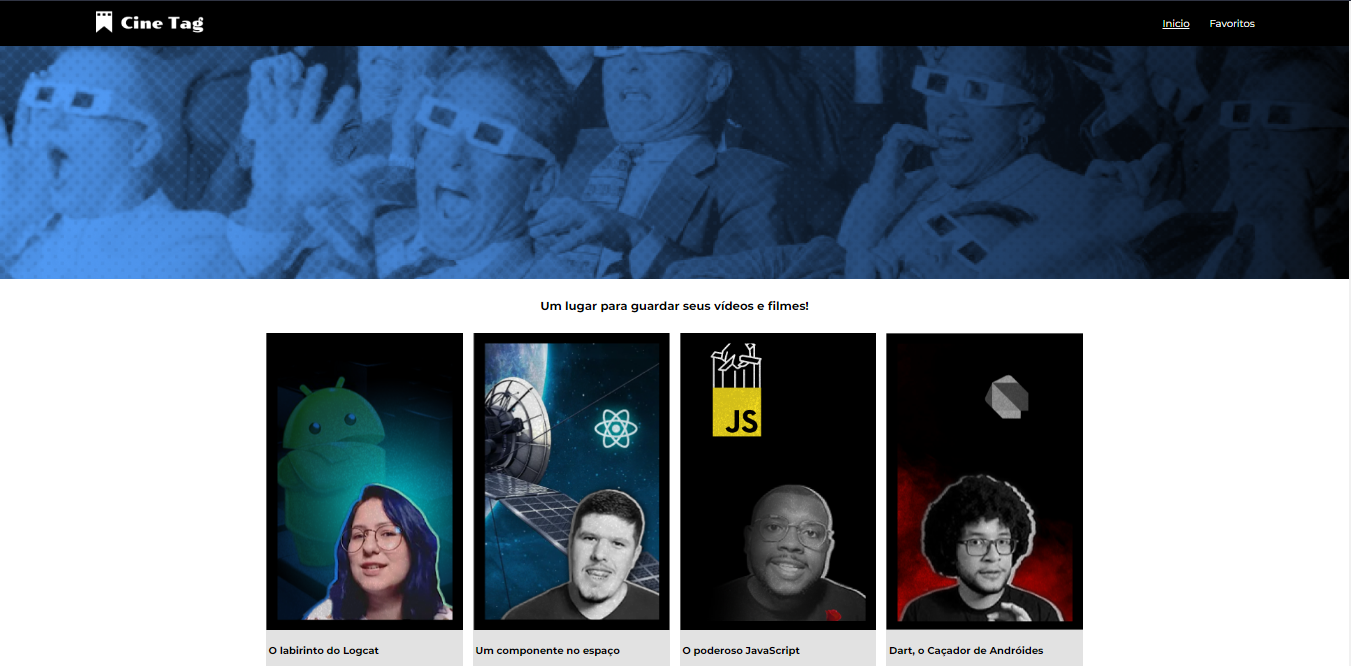 Cine Tag
Inicio Favoritos
Um lugar para guardar seus vídeos e filmes!
JS
O labirinto do Logcat
Um componente no espaço
O poderoso JavaScript
Dart, o Caçador de Andróides